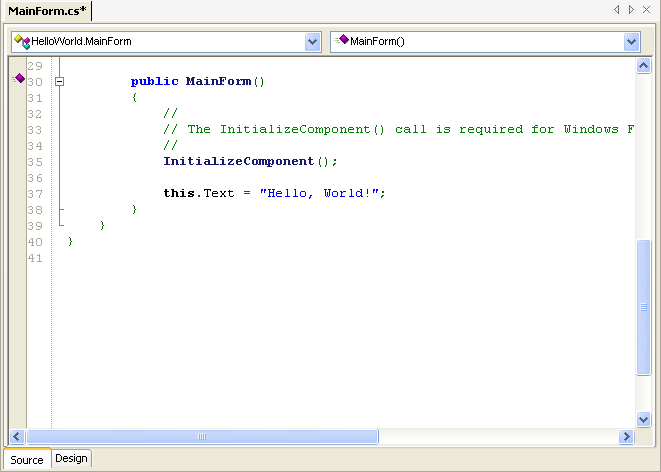 MainForm.cs*
HelloWorld.MainForm
MainForm()
29
30 public MainForm()
31 {
32 //
33 // The InitializeComponent() call is required for Windows F
34 //
35 InitializeComponent();
36
37 this.Text = "Hello, World!";
38 }
39 }
40 }
41
Source Design